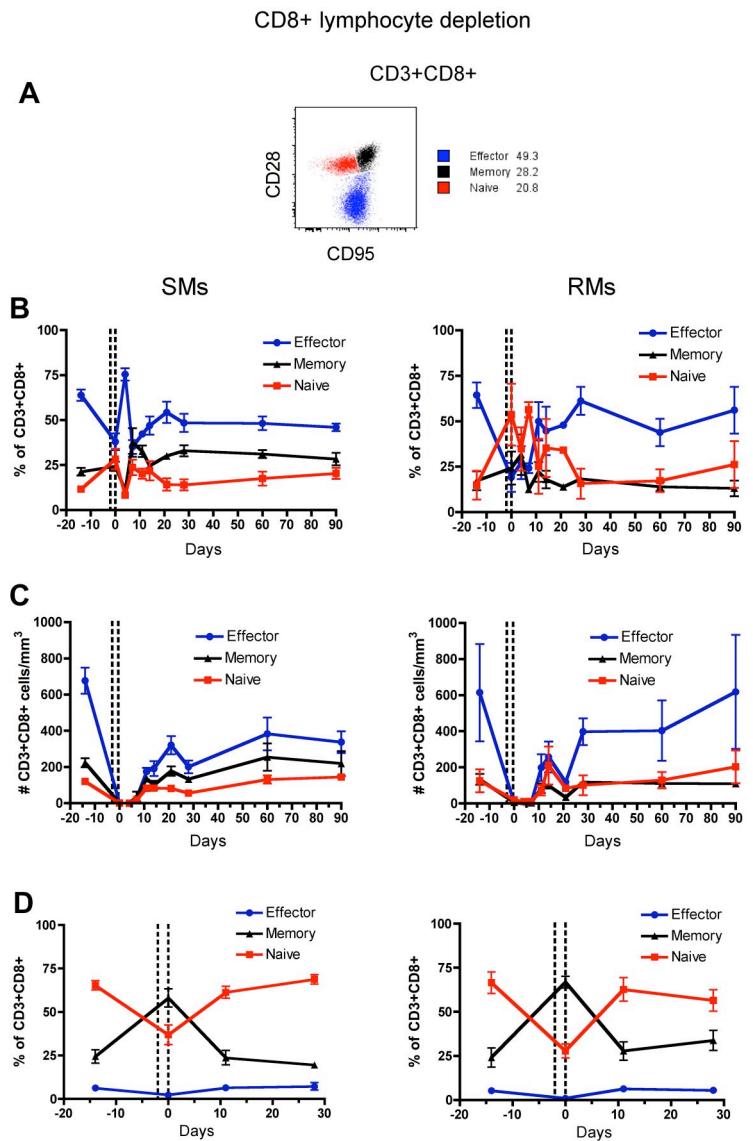 CD8+ lymphocyte depletion
A
CD3+CD8+
CD28
CD95
Effector 49.3
Memory 28.2
Naive 20.8
SMs
RMs
B
% of CD3+CD8+
100
75
50
25
0
-20 -10 0 10 20 30 40 50 60 70 80 90
Days
Effector
Memory
Naive
% of CD3+CD8+
100
75
50
25
0
-20 -10 0 10 20 30 40 50 60 70 80 90
Days
Effector
Memory
Naive
C
# CD3+CD8+ cells/mm³
1000
800
600
400
200
0
-20 -10 0 10 20 30 40 50 60 70 80 90
Days
Effector
Memory
Naive
# CD3+CD8+ cells/mm³
1000
800
600
400
200
0
-20 -10 0 10 20 30 40 50 60 70 80 90
Days
Effector
Memory
Naive
D
% of CD3+CD8+
100
75
50
25
0
-20 -10 0 10 20 30
Days
Effector
Memory
Naive
% of CD3+CD8+
100
75
50
25
0
-20 -10 0 10 20 30
Days
Effector
Memory
Naive